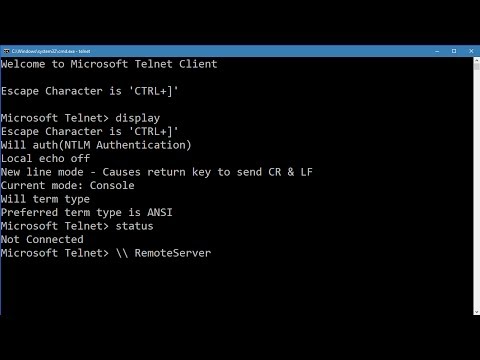 C:\Windows\system32\cmd.exe - telnet
Welcome to Microsoft Telnet Client
Escape Character is 'CTRL+]'
Microsoft Telnet> display
Escape Character is 'CTRL+]'
Will auth(NTLM Authentication)
Local echo off
New line mode - Causes return key to send CR & LF
Current mode: Console
Will term type
Preferred term type is ANSI
Microsoft Telnet> status
Not Connected
Microsoft Telnet> \\ RemoteServer